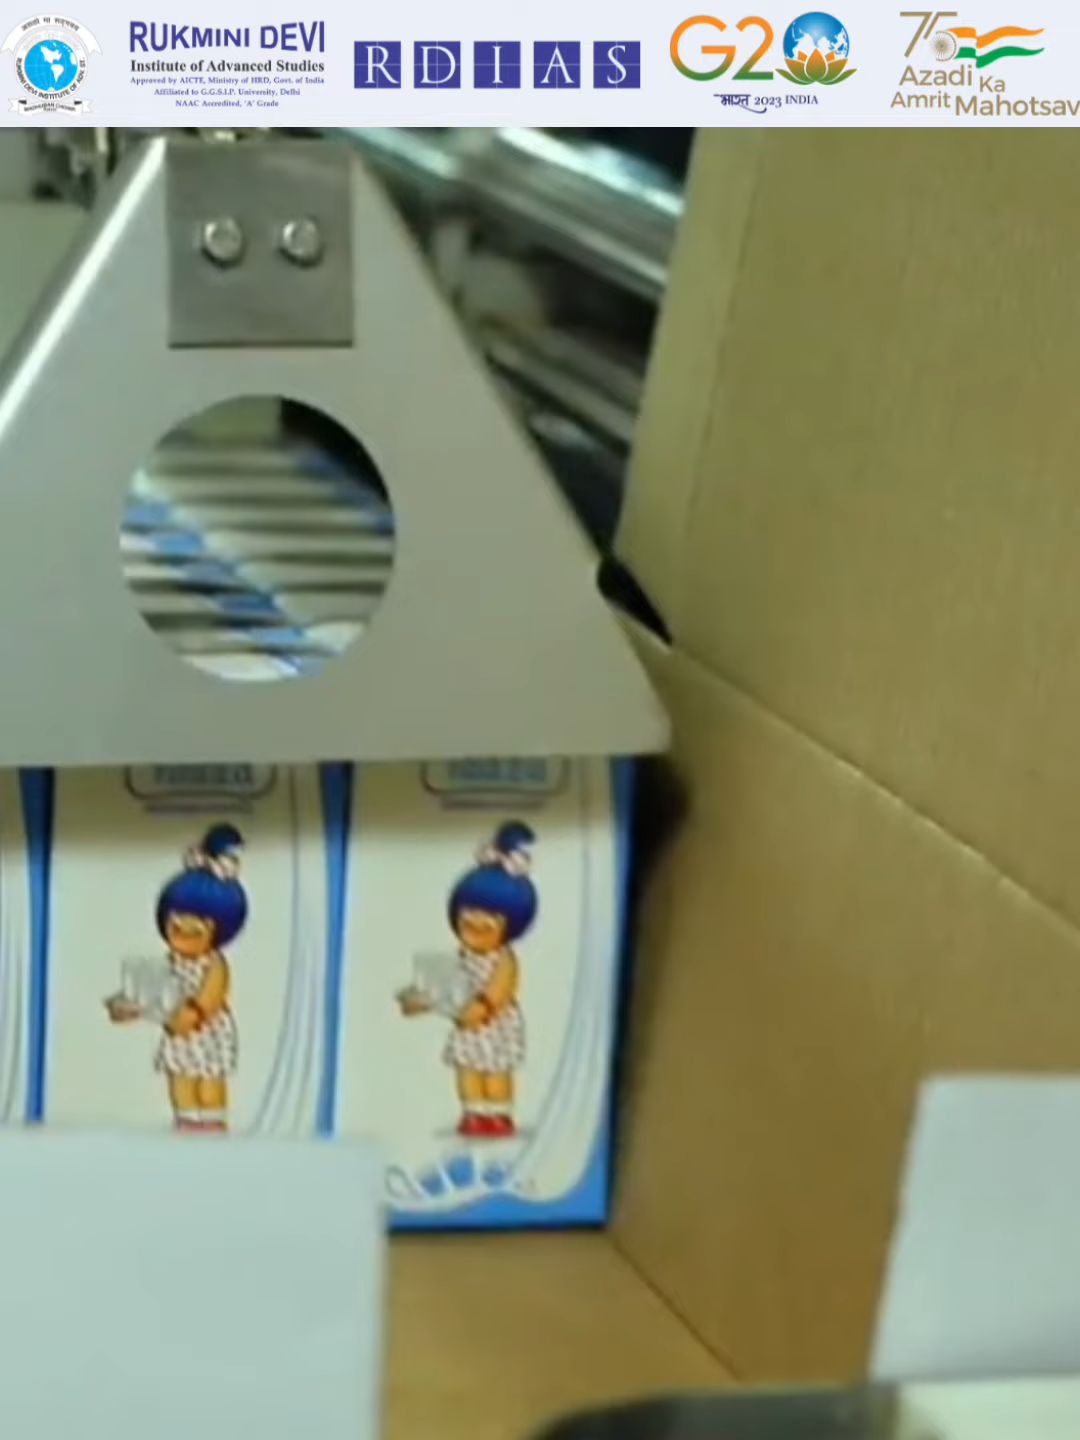 RUKMINI DEVI
Institute of Advanced Studies
Approved by AICTE, Ministry of HRD, Govt. of India
Affiliated to G.G.S.I.P. University, Delhi
NAAC Accredited, 'A' Grade
RDIAS
G20
भारत 2023 INDIA
75
Azadi Ka
Amrit Mahotsav